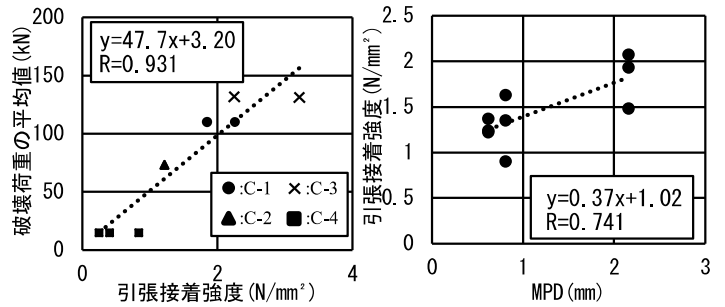 200
150
100
50
0
破壊荷重の平均値(kN)
y=47.7x+3.20
R=0.931
●:C-1 ×:C-3
▲:C-2 ■:C-4
0 2 4
引張接着強度(N/mm²)
2.5
2
1.5
1
0.5
0
引張接着強度(N/mm²)
y=0.37x+1.02
R=0.741
0 1 2 3
MPD(mm)